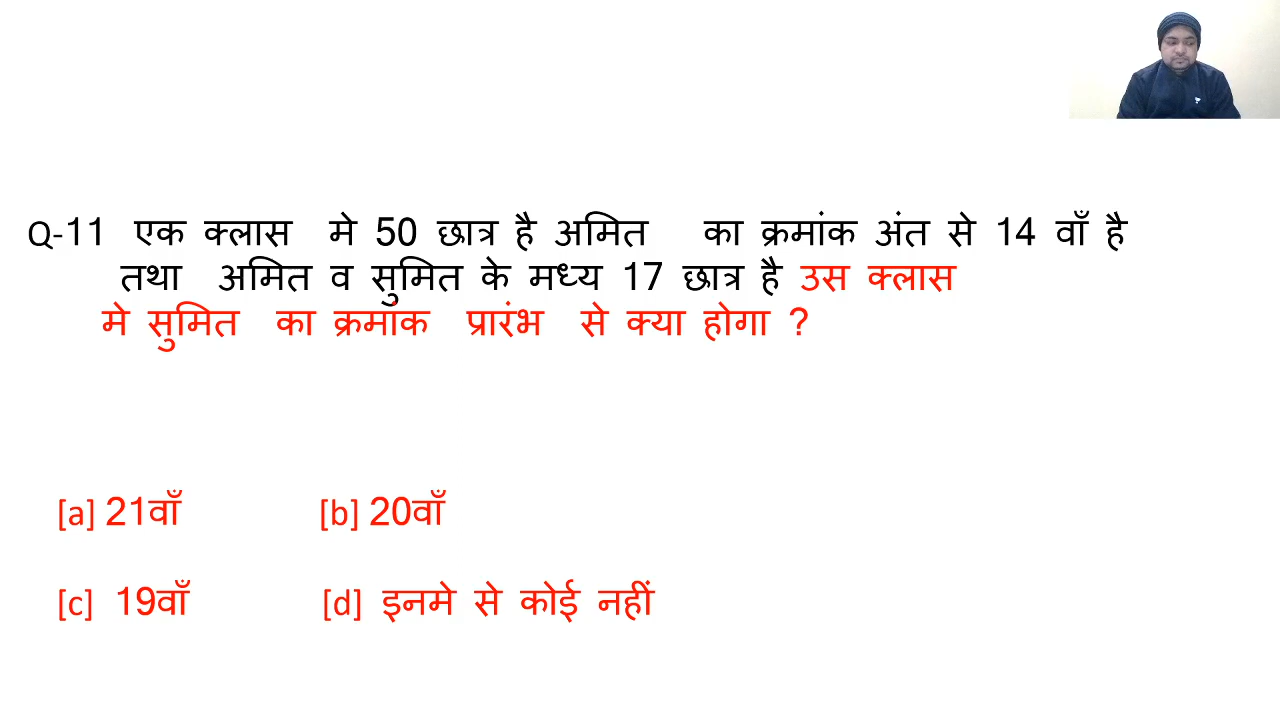 Q-11 एक क्लास मे 50 छात्र है अमित का क्रमांक अंत से 14 वाँ है
तथा अमित व सुमित के मध्य 17 छात्र है उस क्लास
मे सुमित का क्रमांक प्रारंभ से क्या होगा ?
[a] 21वाँ [b] 20वाँ
[c] 19वाँ [d] इनमे से कोई नहीं